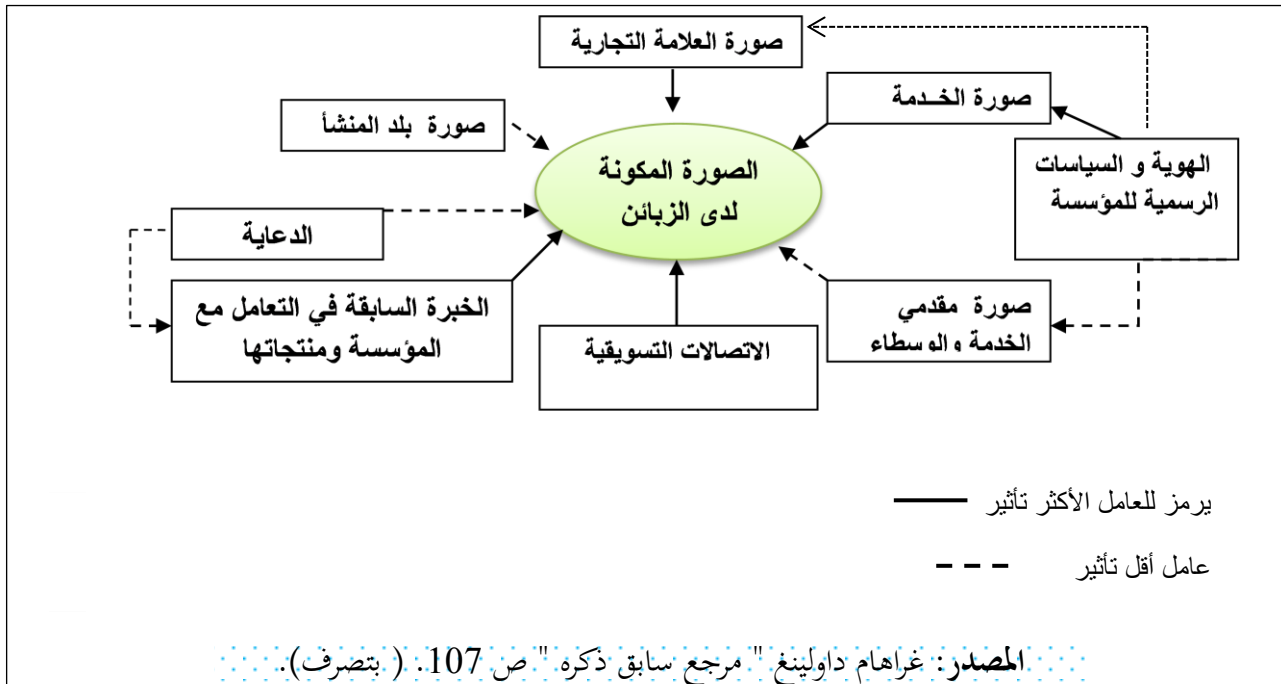 صورة العلامة التجارية
صورة الخـدمة
صورة بلد المنشأ
الهوية و السياسات
الرسمية للمؤسسة
الصورة المكونة
لدى الزبائن
الدعاية
الخبرة السابقة في التعامل مع
المؤسسة ومنتجاتها
الاتصالات التسويقية
صورة مقدمي
الخدمة والوسطاء
يرمز للعامل الأكثر تأثير
عامل أقل تأثير
المصدر: غراهام داولينغ " مرجع سابق ذكره " ص 107. ( بتصرف).